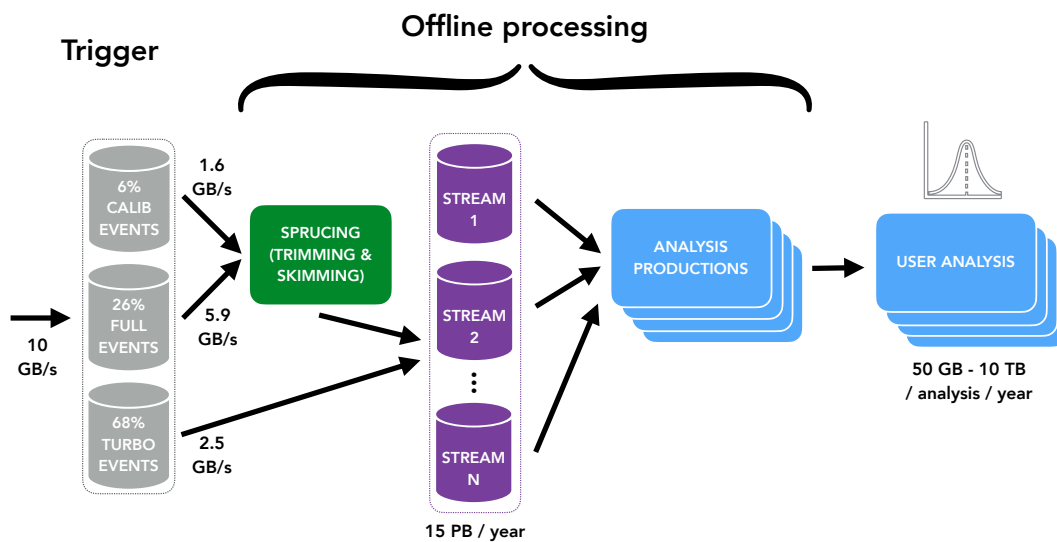 Trigger
Offline processing
10
GB/s
6%
CALIB
EVENTS
26%
FULL
EVENTS
68%
TURBO
EVENTS
1.6
GB/s
5.9
GB/s
2.5
GB/s
SPRUCING
(TRIMMING &
SKIMMING)
STREAM
1
STREAM
2
...
STREAM
N
15 PB / year
ANALYSIS
PRODUCTIONS
USER ANALYSIS
50 GB - 10 TB
/ analysis / year